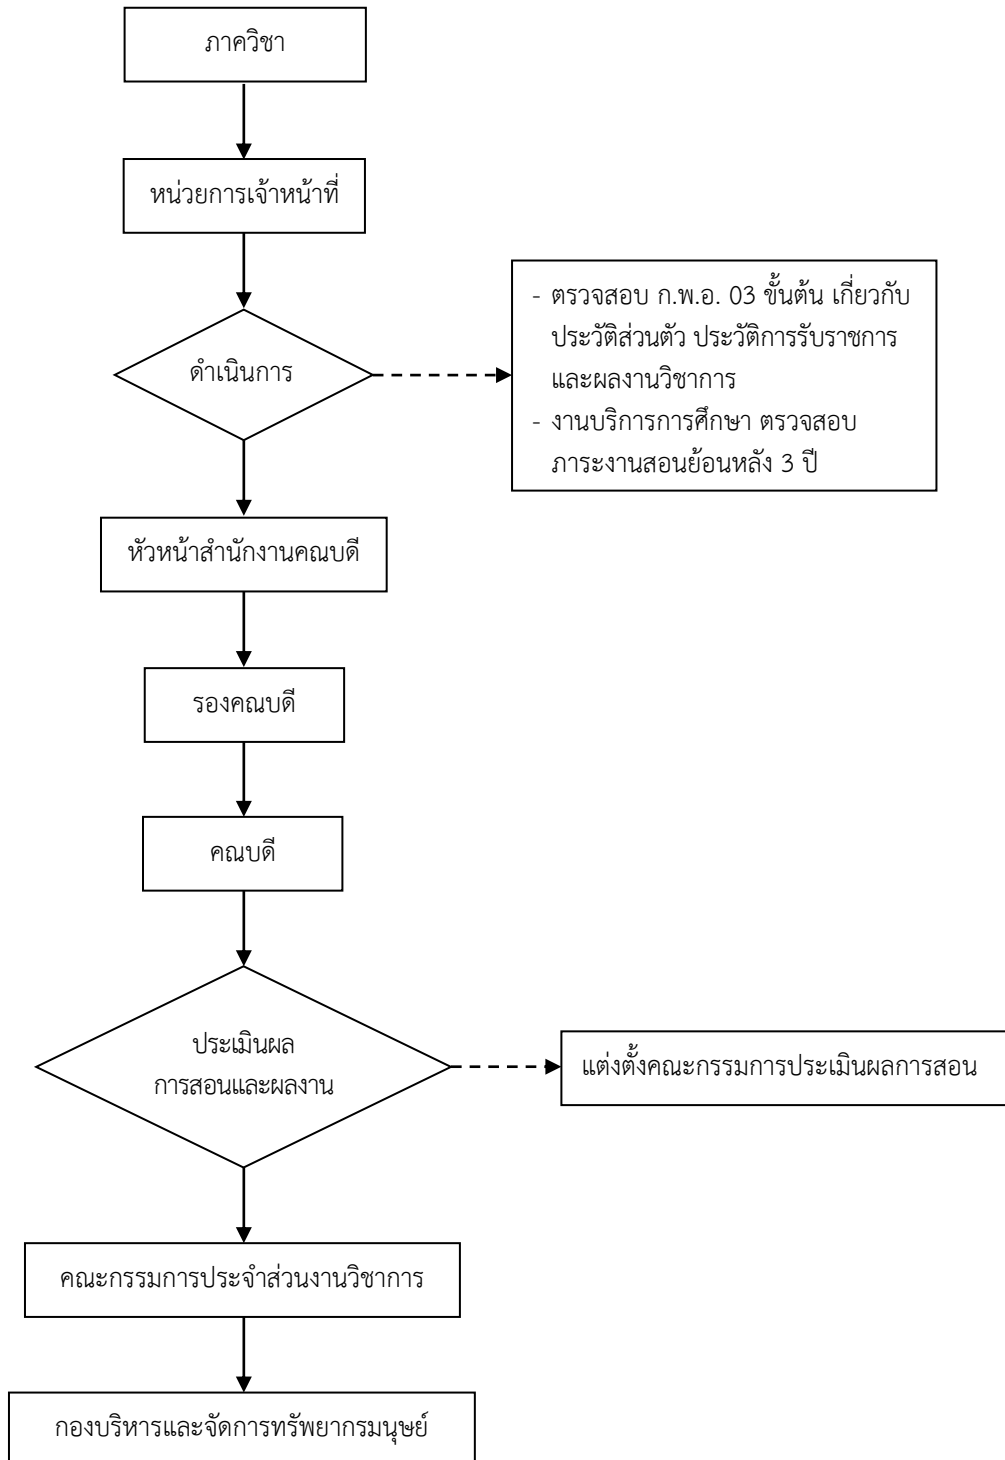 ภาควิชา
หน่วยการเจ้าหน้าที่
ดำเนินการ
- ตรวจสอบ ก.พ.อ. 03 ขั้นต้น เกี่ยวกับ
ประวัติส่วนตัว ประวัติการรับราชการ
และผลงานวิชาการ
- งานบริการการศึกษา ตรวจสอบ
ภาระงานสอนย้อนหลัง 3 ปี
หัวหน้าสำนักงานคณบดี
รองคณบดี
คณบดี
ประเมินผล
การสอนและผลงาน
แต่งตั้งคณะกรรมการประเมินผลการสอน
คณะกรรมการประจำส่วนงานวิชาการ
กองบริหารและจัดการทรัพยากรมนุษย์